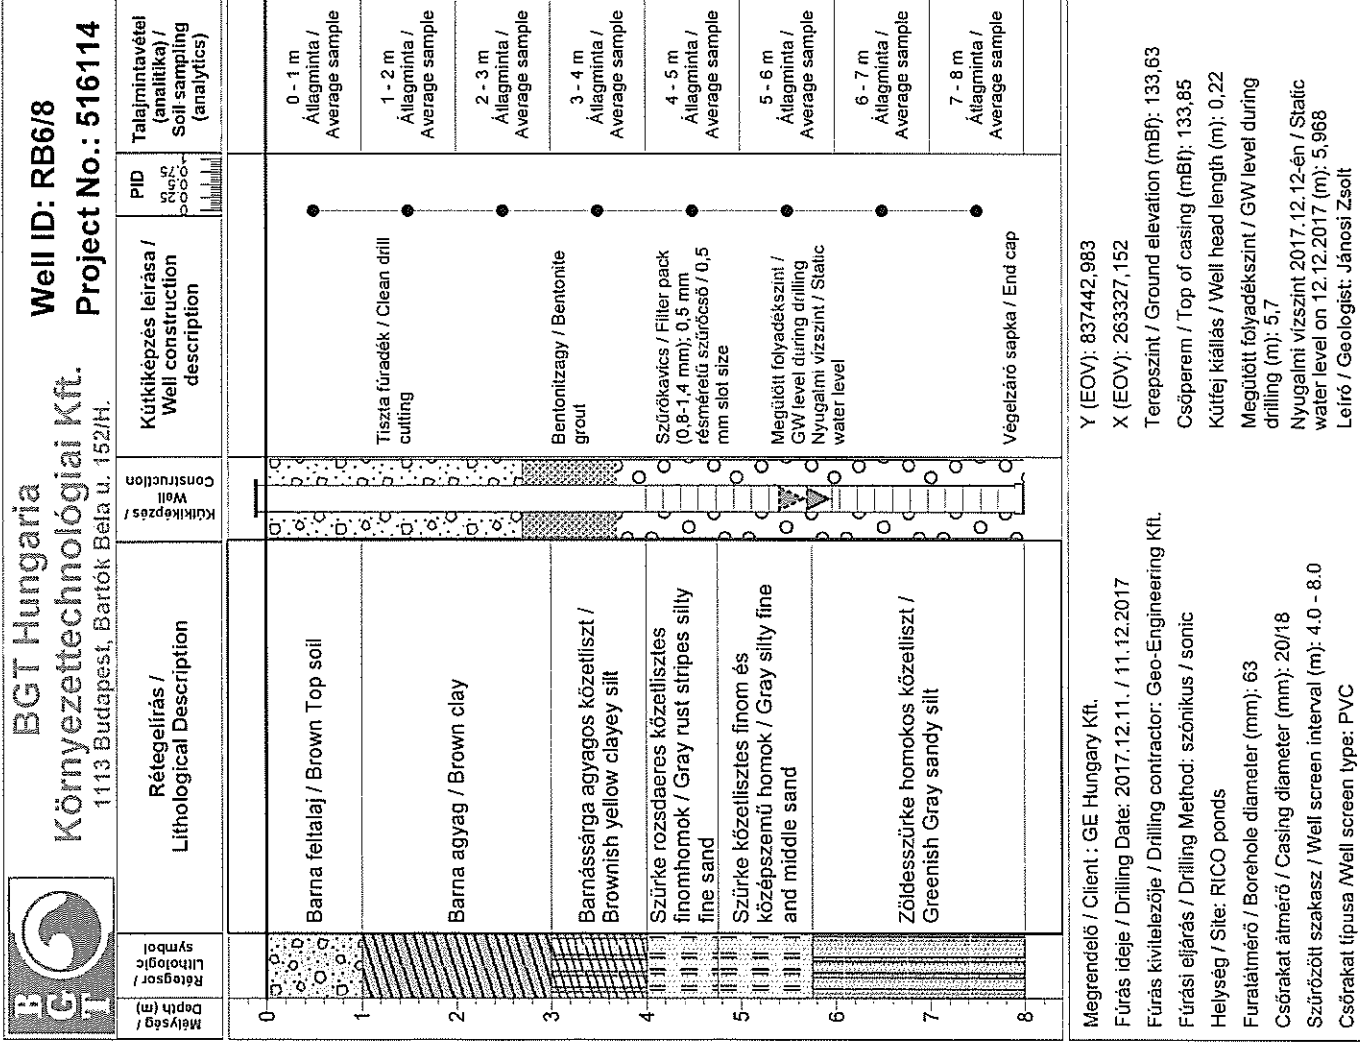 BGT
BGT Hungaria
Környezettechnológiai Kft.
1113 Budapest, Bartók Béla u. 152/H.
Well ID: RB6/8
Project No.: 516114
Mélység /
Depth (m)
Rétegsor /
Lithologic
symbol
Rétegleírás /
Lithological Description
Kútkiképzés /
Well
Construction
Kútkiképzés leírása /
Well construction
description
PID
0
0.25
0.5
0.75
1
Talajmintavétel
(analitika) /
Soil sampling
(analytics)
0
1
2
3
4
5
6
7
8
Barna feltalaj / Brown Top soil
Barna agyag / Brown clay
Barnássárga agyagos kőzetliszt /
Brownish yellow clayey silt
Szürke rozsdaeres kőzetlisztes
finomhomok / Gray rust stripes silty
fine sand
Szürke kőzetlisztes finom és
középszemű homok / Gray silty fine
and middle sand
Zöldesszürke homokos kőzetliszt /
Greenish Gray sandy silt
Tiszta fúradék / Clean drill
cutting
Bentonitzagy / Bentonite
grout
Szűrőkavics / Filter pack
(0,8-1,4 mm); 0,5 mm
résméretű szűrőcső / 0,5
mm slot size
Megütött folyadékszint /
GW level during drilling
Nyugalmi vízszint / Static
water level
Végelzáró sapka / End cap
0 - 1 m
Átlagminta /
Average sample
1 - 2 m
Átlagminta /
Average sample
2 - 3 m
Átlagminta /
Average sample
3 - 4 m
Átlagminta /
Average sample
4 - 5 m
Átlagminta /
Average sample
5 - 6 m
Átlagminta /
Average sample
6 - 7 m
Átlagminta /
Average sample
7 - 8 m
Átlagminta /
Average sample
Megrendelő / Client : GE Hungary Kft.
Fúrás ideje / Drilling Date: 2017.12.11. / 11.12.2017
Fúrás kivitelezője / Drilling contractor: Geo-Engineering Kft.
Fúrási eljárás / Drilling Method: szónikus / sonic
Helység / Site: RICO ponds
Furatátmérő / Borehole diameter (mm): 63
Csőrakat átmérő / Casing diameter (mm): 20/18
Szűrőzött szakasz / Well screen interval (m): 4.0 - 8.0
Csőrakat típusa /Well screen type: PVC
Y (EOV): 837442,983
X (EOV): 263327,152
Terepszint / Ground elevation (mBf): 133,63
Csőperem / Top of casing (mBf): 133,85
Kútfej kiállás / Well head length (m): 0,22
Megütött folyadékszint / GW level during
drilling (m): 5,7
Nyugalmi vízszint 2017.12.12-én / Static
water level on 12.12.2017 (m): 5,968
Leíró / Geologist: Jánosi Zsolt